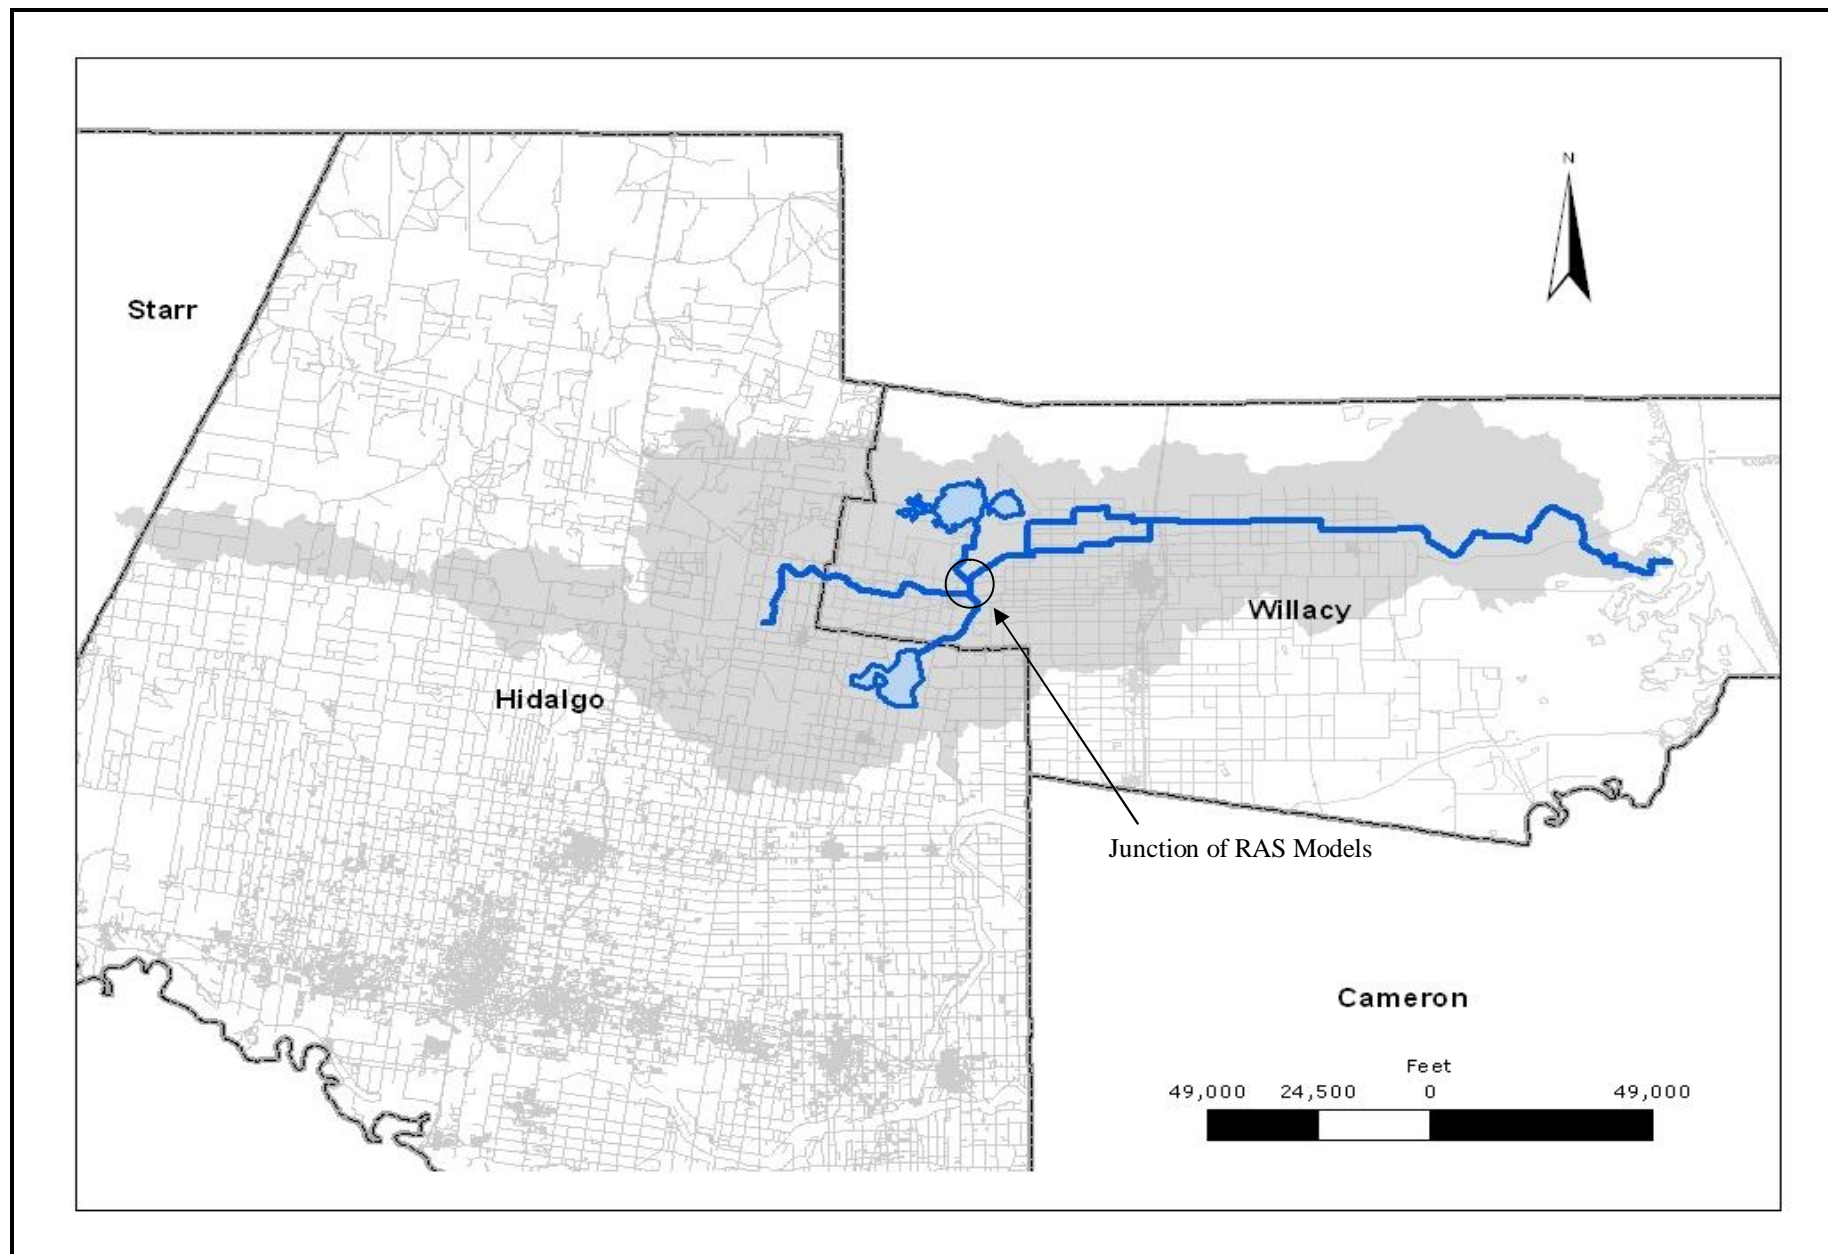 N
Starr
Willacy
Hidalgo
Junction of RAS Models
Cameron
Feet
49,000 24,500 0 49,000